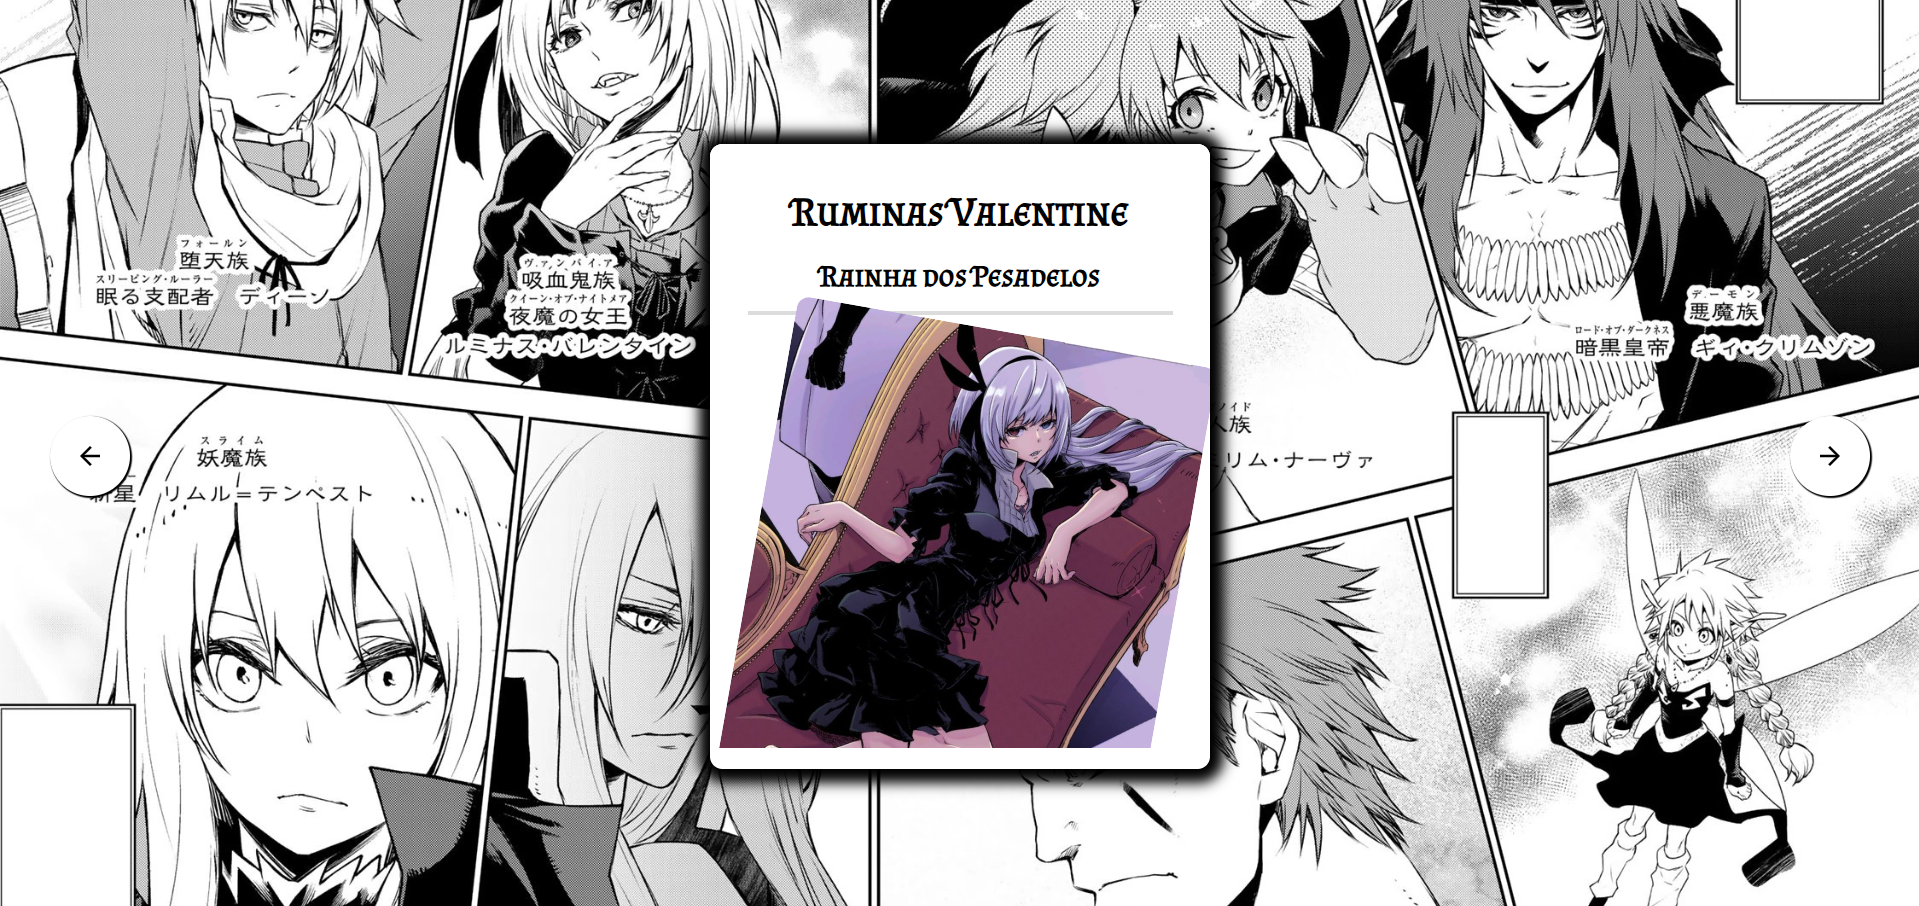 フォールン
堕天族
スリーピング・ルーラー
眠る支配者 ディーン
ヴァンパイア
吸血鬼族
クイーン・オブ・ナイトメア
夜魔の女王
ルミナス・バレンタイン
Ruminas Valentine
Rainha dos Pesadelos
デーモン
悪魔族
ロード・オブ・ダークネス
暗黒皇帝 ギィ・クリムゾン
ノイド
人族
リム・ナーヴァ
スライム
妖魔族
新星 リムル=テンペスト